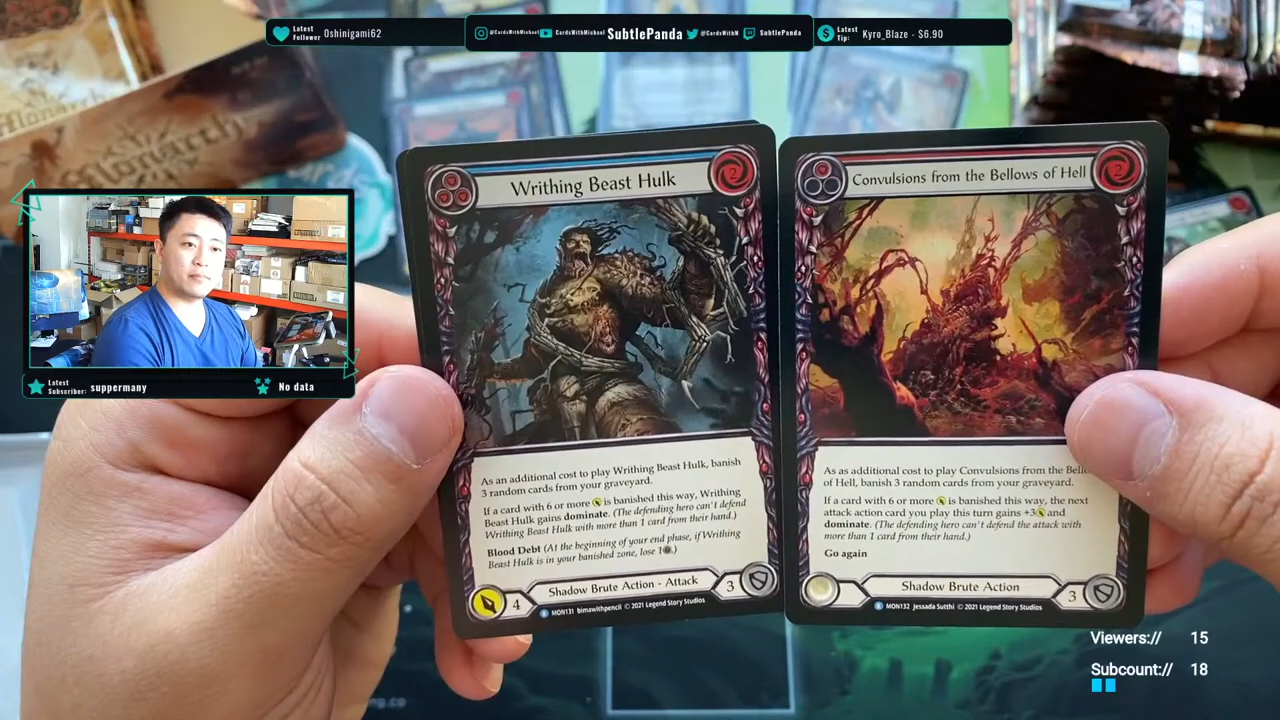 Latest
Follower
Oshinigami62
@CardsWithMichael
CardsWithMichael
SubtlePanda
@CardsWithM
SubtlePanda
Latest
Tip:
Kyro_Blaze - $6.90
Monarch
Latest
Subscriber:
suppermany
No data
Writhing Beast Hulk
2
As an additional cost to play Writhing Beast Hulk, banish
3 random cards from your graveyard.
If a card with 6 or more is banished this way, Writhing
Beast Hulk gains dominate. (The defending hero can't defend
Writhing Beast Hulk with more than 1 card from their hand.)
Blood Debt (At the beginning of your end phase, if Writhing
Beast Hulk is in your banished zone, lose 1.)
4
Shadow Brute Action - Attack
3
R MON131 bimawithpencil © 2021 Legend Story Studios
Convulsions from the Bellows of Hell
2
As as additional cost to play Convulsions from the
of Hell, banish 3 random cards from your graveyard.
If a card with 6 or more is banished this way, the next
attack action card you play this turn gains +3 and
dominate. (The defending hero can't defend the attack with
more than 1 card from their hand.)
Go again
Shadow Brute Action
3
R MON132 Jessada Sutthi © 2021 Legend Story Studios
Viewers:// 15
Subcount:// 18